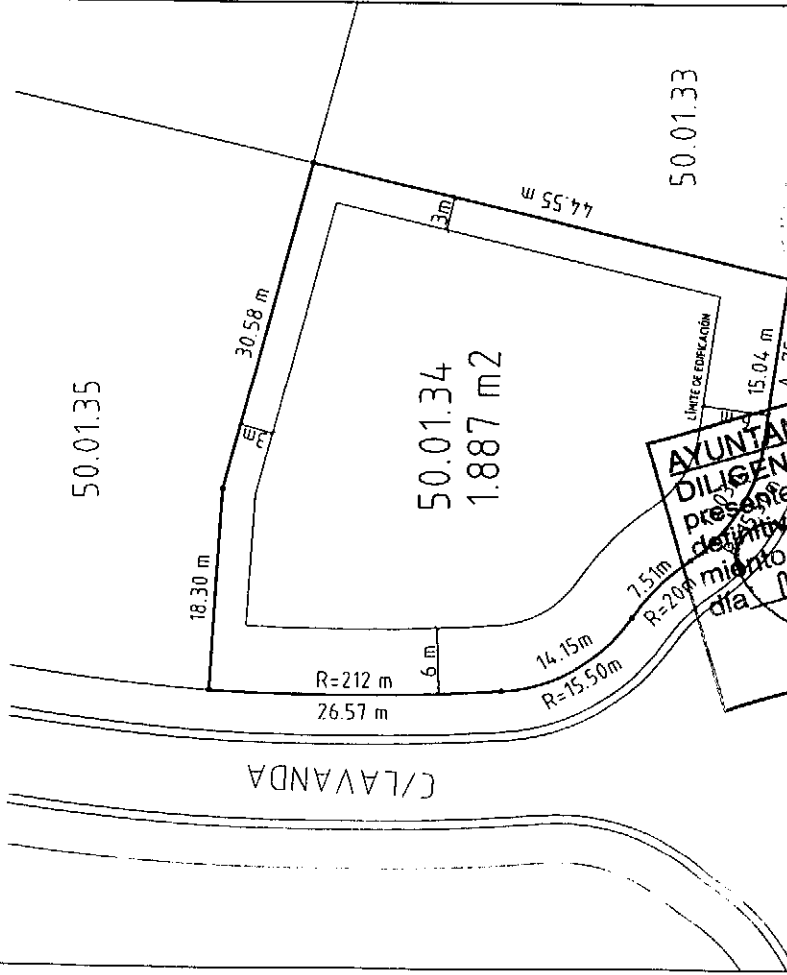 50.01.35
50.01.33
30.58 m
44.55 m
3m
3m
18.30 m
50.01.34
1.887 m2
LÍMITE DE EDIFICACIÓN
15.04 m
6 m
R=212 m
26.57 m
14.15m
R=15.50m
7.51m
R=20m
C/LAVANDA
AYUNTAM
DILIGEN
presente
definitiv
miento
día